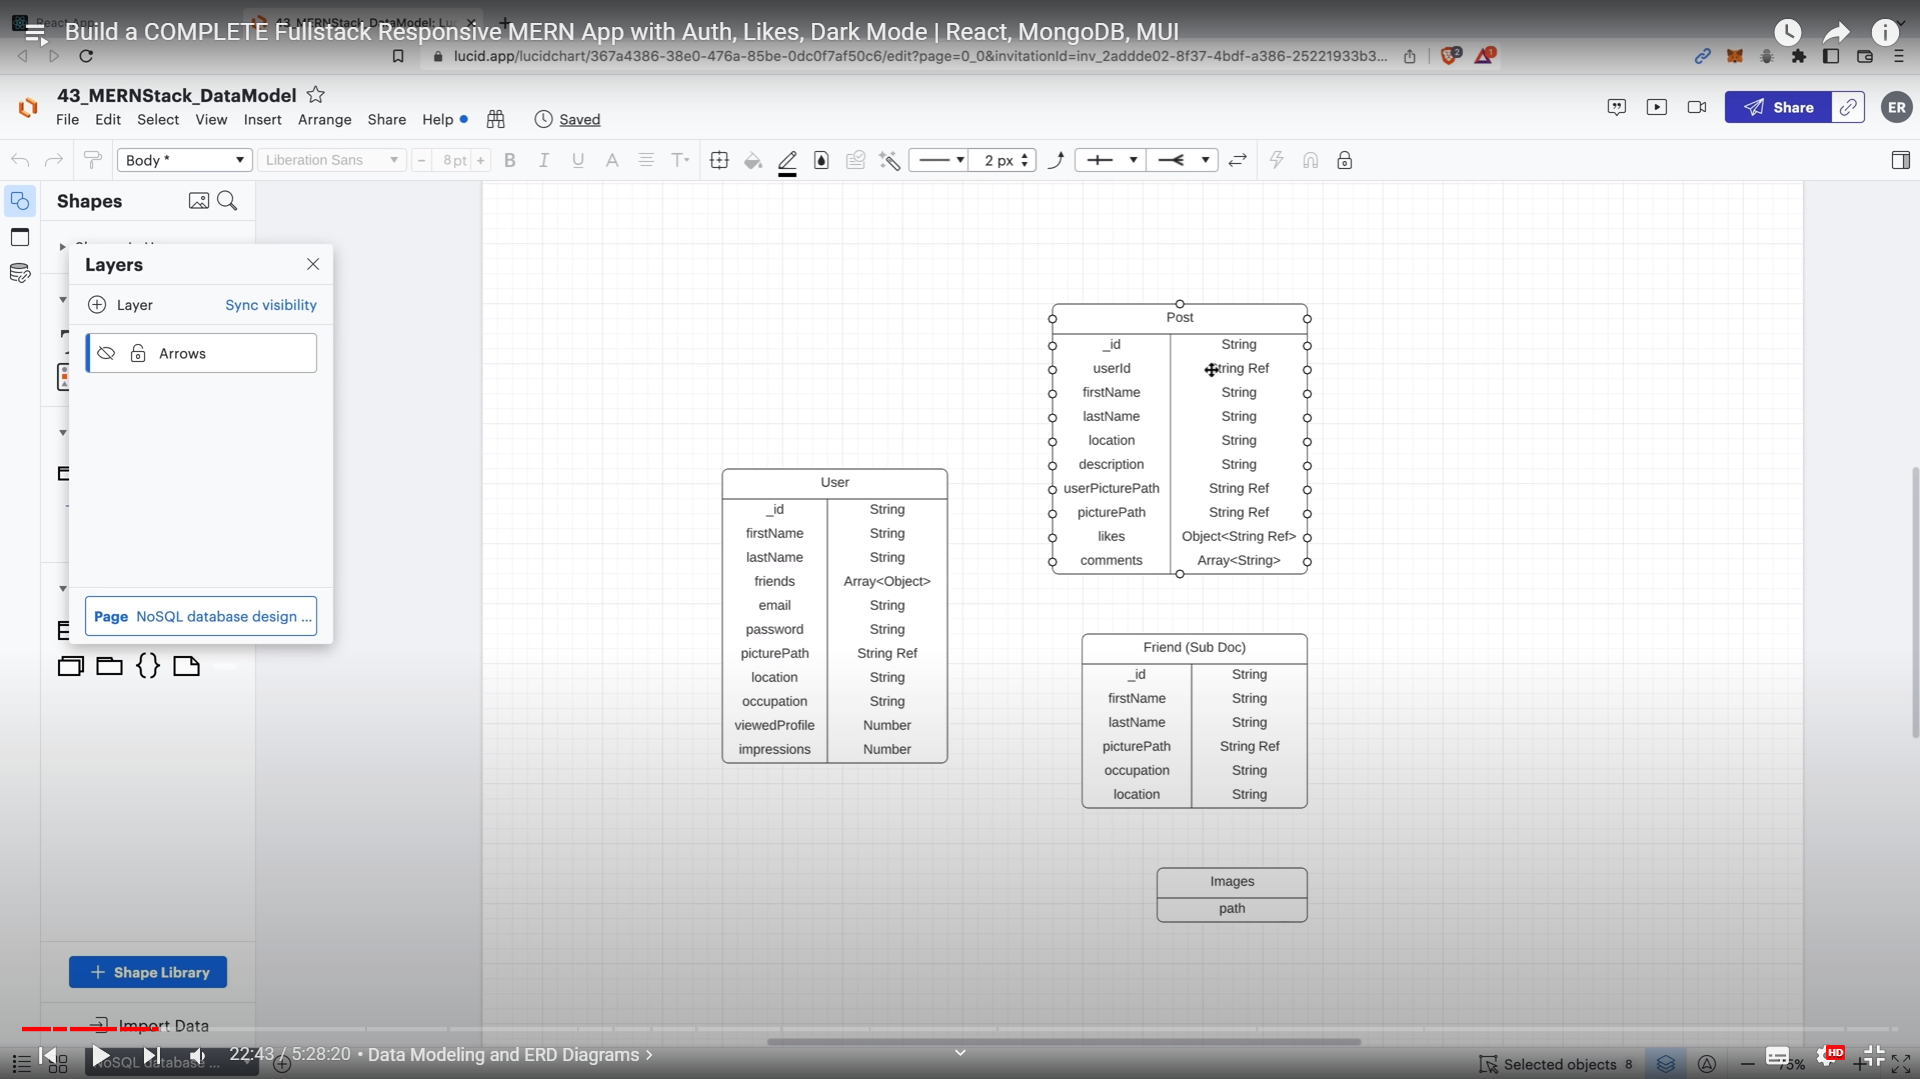 Build a COMPLETE Fullstack Responsive MERN App with Auth, Likes, Dark Mode | React, MongoDB, MUI
lucid.app/lucidchart/367a4386-38e0-476a-85be-0dc0f7af50c6/edit?page=0_0&invitationId=inv_2addde02-8f37-4bdf-a386-25221933b3...
2
1
43_MERNStack_DataModel
File Edit Select View Insert Arrange Share Help
Saved
Share
ER
Body *
Liberation Sans
− 8 pt +
B I U A T
2 px
Shapes
Layers
Layer
Sync visibility
Arrows
Page NoSQL database design ...
Shape Library
Import Data
Post
_id String
userId String Ref
firstName String
lastName String
location String
description String
userPicturePath String Ref
picturePath String Ref
likes Object<String Ref>
comments Array<String>
User
_id String
firstName String
lastName String
friends Array<Object>
email String
password String
picturePath String Ref
location String
occupation String
viewedProfile Number
impressions Number
Friend (Sub Doc)
_id String
firstName String
lastName String
picturePath String Ref
occupation String
location String
Images
path
22:43 / 5:28:20 • Data Modeling and ERD Diagrams
NoSQL database ...
Selected objects 8
HD